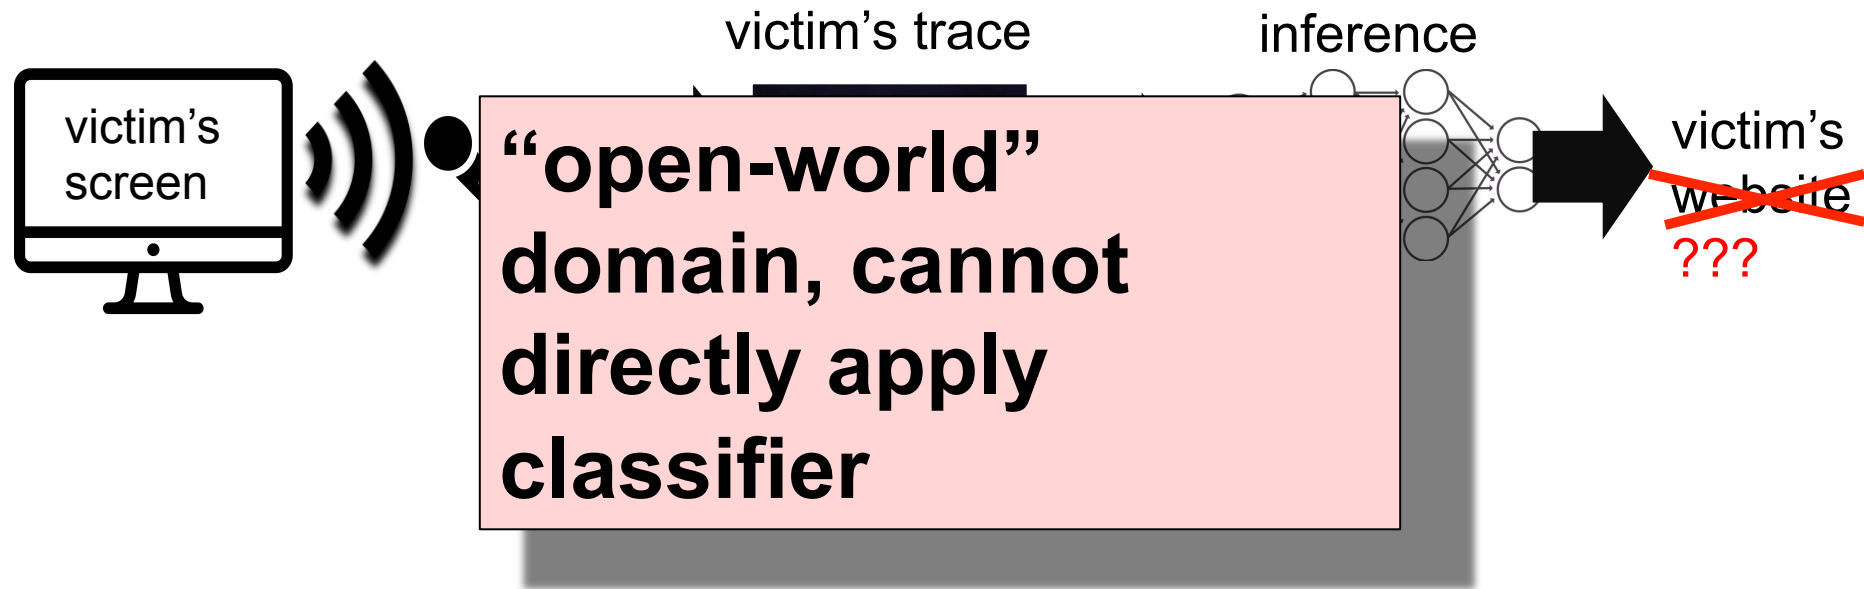 victim’s trace
inference
victim’s
screen
“open-world”
domain, cannot
directly apply
classifier
victim’s
website
???